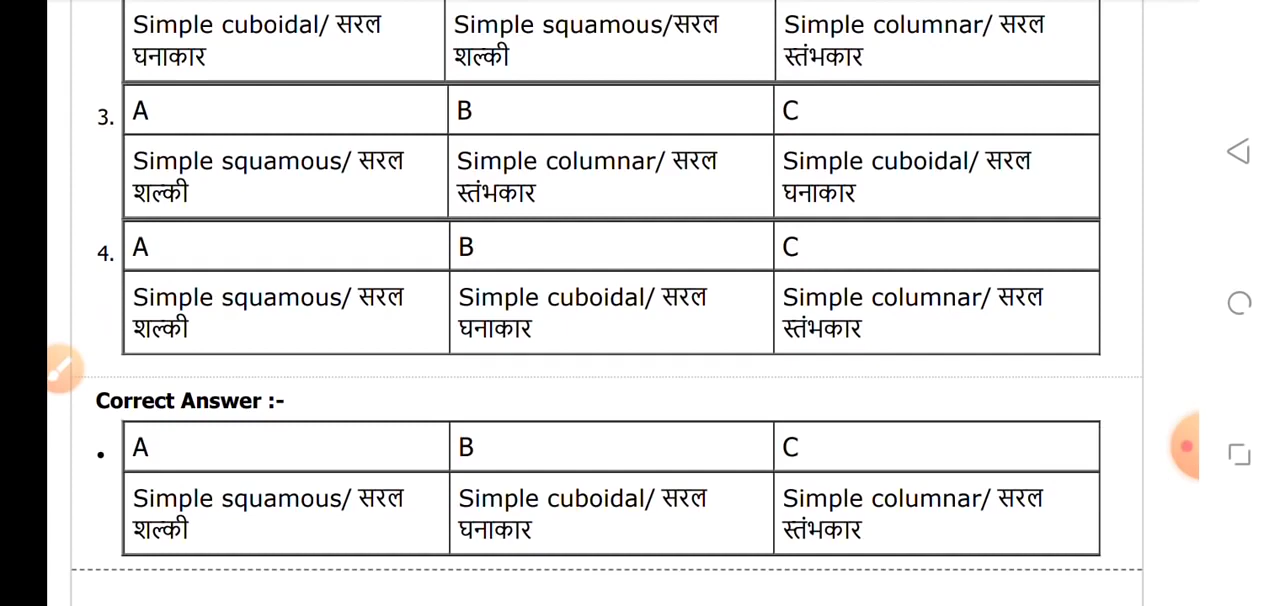 Simple cuboidal/ सरल Simple squamous/सरल Simple columnar/ सरल
घनाकार शल्की स्तंभकार
3. A B C
Simple squamous/ सरल Simple columnar/ सरल Simple cuboidal/ सरल
शल्की स्तंभकार घनाकार
4. A B C
Simple squamous/ सरल Simple cuboidal/ सरल Simple columnar/ सरल
शल्की घनाकार स्तंभकार
Correct Answer :-
• A B C
Simple squamous/ सरल Simple cuboidal/ सरल Simple columnar/ सरल
शल्की घनाकार स्तंभकार